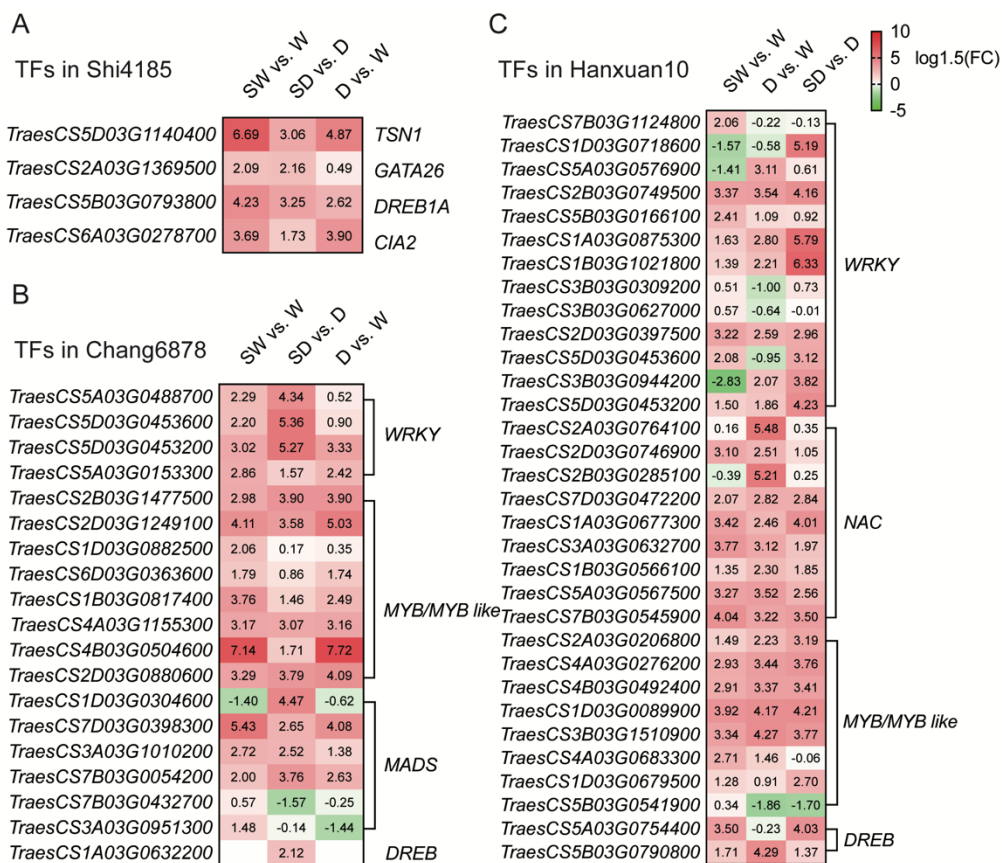 A
TFs in Shi4185
SW vs. W
SD vs. D
D vs. W
TraesCS5D03G1140400 6.69 3.06 4.87 TSN1
TraesCS2A03G1369500 2.09 2.16 0.49 GATA26
TraesCS5B03G0793800 4.23 3.25 2.62 DREB1A
TraesCS6A03G0278700 3.69 1.73 3.90 CIA2
B
TFs in Chang6878
SW vs. W
SD vs. D
D vs. W
TraesCS5A03G0488700 2.29 4.34 0.52
TraesCS5D03G0453600 2.20 5.36 0.90
TraesCS5D03G0453200 3.02 5.27 3.33
TraesCS5A03G0153300 2.86 1.57 2.42
WRKY
TraesCS2B03G1477500 2.98 3.90 3.90
TraesCS2D03G1249100 4.11 3.58 5.03
TraesCS1D03G0882500 2.06 0.17 0.35
TraesCS6D03G0363600 1.79 0.86 1.74
TraesCS1B03G0817400 3.76 1.46 2.49
TraesCS4A03G1155300 3.17 3.07 3.16
TraesCS4B03G0504600 7.14 1.71 7.72
TraesCS2D03G0880600 3.29 3.79 4.09
MYB/MYB like
TraesCS1D03G0304600 -1.40 4.47 -0.62
TraesCS7D03G0398300 5.43 2.65 4.08
TraesCS3A03G1010200 2.72 2.52 1.38
TraesCS7B03G0054200 2.00 3.76 2.63
TraesCS7B03G0432700 0.57 -1.57 -0.25
TraesCS3A03G0951300 1.48 -0.14 -1.44
MADS
TraesCS1A03G0632200 2.12 DREB
C
TFs in Hanxuan10
SW vs. W
D vs. W
SD vs. D
10
5
0
-5
log1.5(FC)
TraesCS7B03G1124800 2.06 -0.22 -0.13
TraesCS1D03G0718600 -1.57 -0.58 5.19
TraesCS5A03G0576900 -1.41 3.11 0.61
TraesCS2B03G0749500 3.37 3.54 4.16
TraesCS5B03G0166100 2.41 1.09 0.92
TraesCS1A03G0875300 1.63 2.80 5.79
TraesCS1B03G1021800 1.39 2.21 6.33
TraesCS3B03G0309200 0.51 -1.00 0.73
TraesCS3B03G0627000 0.57 -0.64 -0.01
TraesCS2D03G0397500 3.22 2.59 2.96
TraesCS5D03G0453600 2.08 -0.95 3.12
TraesCS3B03G0944200 -2.83 2.07 3.82
TraesCS5D03G0453200 1.50 1.86 4.23
WRKY
TraesCS2A03G0764100 0.16 5.48 0.35
TraesCS2D03G0746900 3.10 2.51 1.05
TraesCS2B03G0285100 -0.39 5.21 0.25
TraesCS7D03G0472200 2.07 2.82 2.84
TraesCS1A03G0677300 3.42 2.46 4.01
TraesCS3A03G0632700 3.77 3.12 1.97
TraesCS1B03G0566100 1.35 2.30 1.85
TraesCS5A03G0567500 3.27 3.52 2.56
TraesCS7B03G0545900 4.04 3.22 3.50
NAC
TraesCS2A03G0206800 1.49 2.23 3.19
TraesCS4A03G0276200 2.93 3.44 3.76
TraesCS4B03G0492400 2.91 3.37 3.41
TraesCS1D03G0089900 3.92 4.17 4.21
TraesCS3B03G1510900 3.34 4.27 3.77
TraesCS4A03G0683300 2.71 1.46 -0.06
TraesCS1D03G0679500 1.28 0.91 2.70
TraesCS5B03G0541900 0.34 -1.86 -1.70
MYB/MYB like
TraesCS5A03G0754400 3.50 -0.23 4.03
TraesCS5B03G0790800 1.71 4.29 1.37
DREB